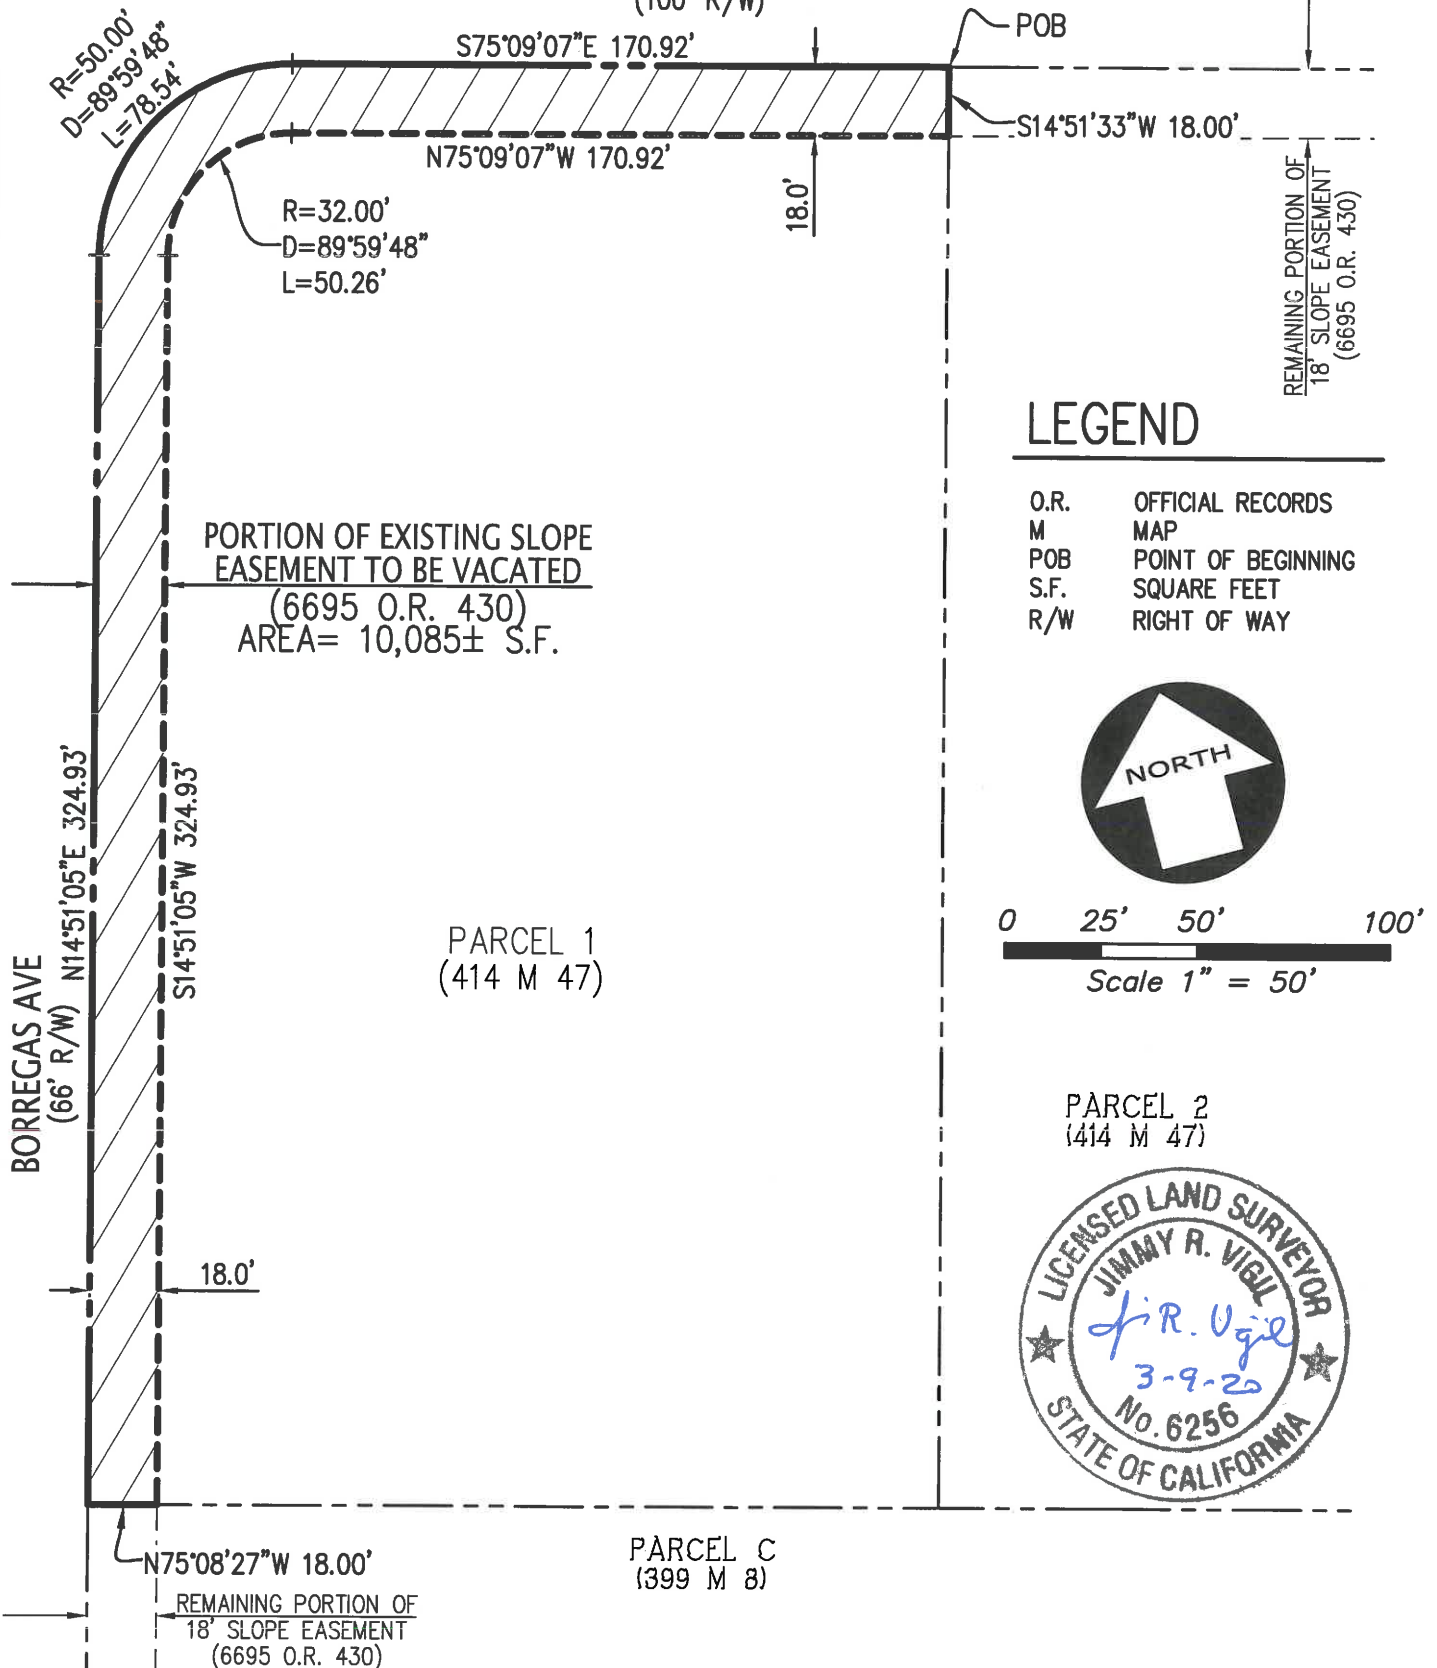 (100' R/W)
POB
S75°09'07"E 170.92'
R=50.00'
D=89°59'48"
L=78.54'
S14°51'33"W 18.00'
N75°09'07"W 170.92'
18.0'
R=32.00'
D=89°59'48"
L=50.26'
REMAINING PORTION OF
18' SLOPE EASEMENT
(6695 O.R. 430)
LEGEND
O.R. OFFICIAL RECORDS
M MAP
POB POINT OF BEGINNING
S.F. SQUARE FEET
R/W RIGHT OF WAY
PORTION OF EXISTING SLOPE
EASEMENT TO BE VACATED
(6695 O.R. 430)
AREA= 10,085± S.F.
NORTH
0 25' 50' 100'
Scale 1" = 50'
N14°51'05"E 324.93'
S14°51'05"W 324.93'
BORREGAS AVE
(66' R/W)
PARCEL 1
(414 M 47)
PARCEL 2
(414 M 47)
LICENSED LAND SURVEYOR
JIMMY R. VIGIL
Ji R. Vigil
3-9-20
No. 6256
STATE OF CALIFORNIA
18.0'
N75°08'27"W 18.00'
PARCEL C
(399 M 8)
REMAINING PORTION OF
18' SLOPE EASEMENT
(6695 O.R. 430)